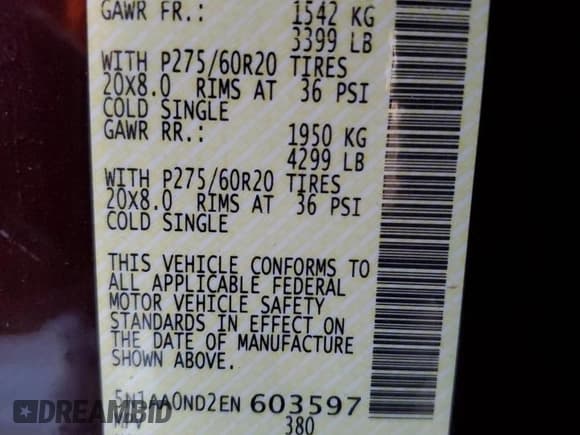 GAWR FR.: 1542 KG
3399 LB
WITH P275/60R20 TIRES
20X8.0 RIMS AT 36 PSI
COLD SINGLE
GAWR RR.: 1950 KG
4299 LB
WITH P275/60R20 TIRES
20X8.0 RIMS AT 36 PSI
COLD SINGLE
THIS VEHICLE CONFORMS TO
ALL APPLICABLE FEDERAL
MOTOR VEHICLE SAFETY
STANDARDS IN EFFECT ON
THE DATE OF MANUFACTURE
SHOWN ABOVE.
5N1AA0ND2EN 603597
MPV 380
DREAMBID